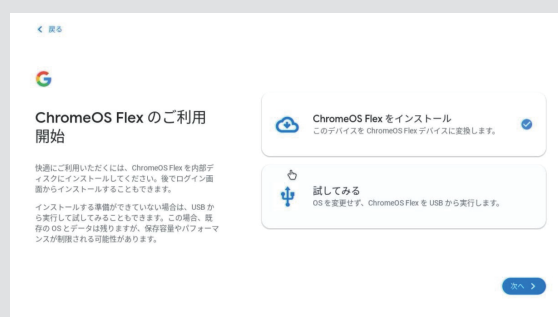 戻る
ChromeOS Flex のご利用
開始
快適にご利用いただくには、ChromeOS Flex を内部デ
ィスクにインストールしてください。後でログイン画
面からインストールすることもできます。
インストールする準備ができていない場合は、USB か
ら実行して試してみることもできます。この場合、既
存の OS とデータは残りますが、保存容量やパフォーマ
ンスが制限される可能性があります。
ChromeOS Flex をインストール
このデバイスを ChromeOS Flex デバイスに変換します。
試してみる
OS を変更せず、ChromeOS Flex を USB から実行します。
次へ